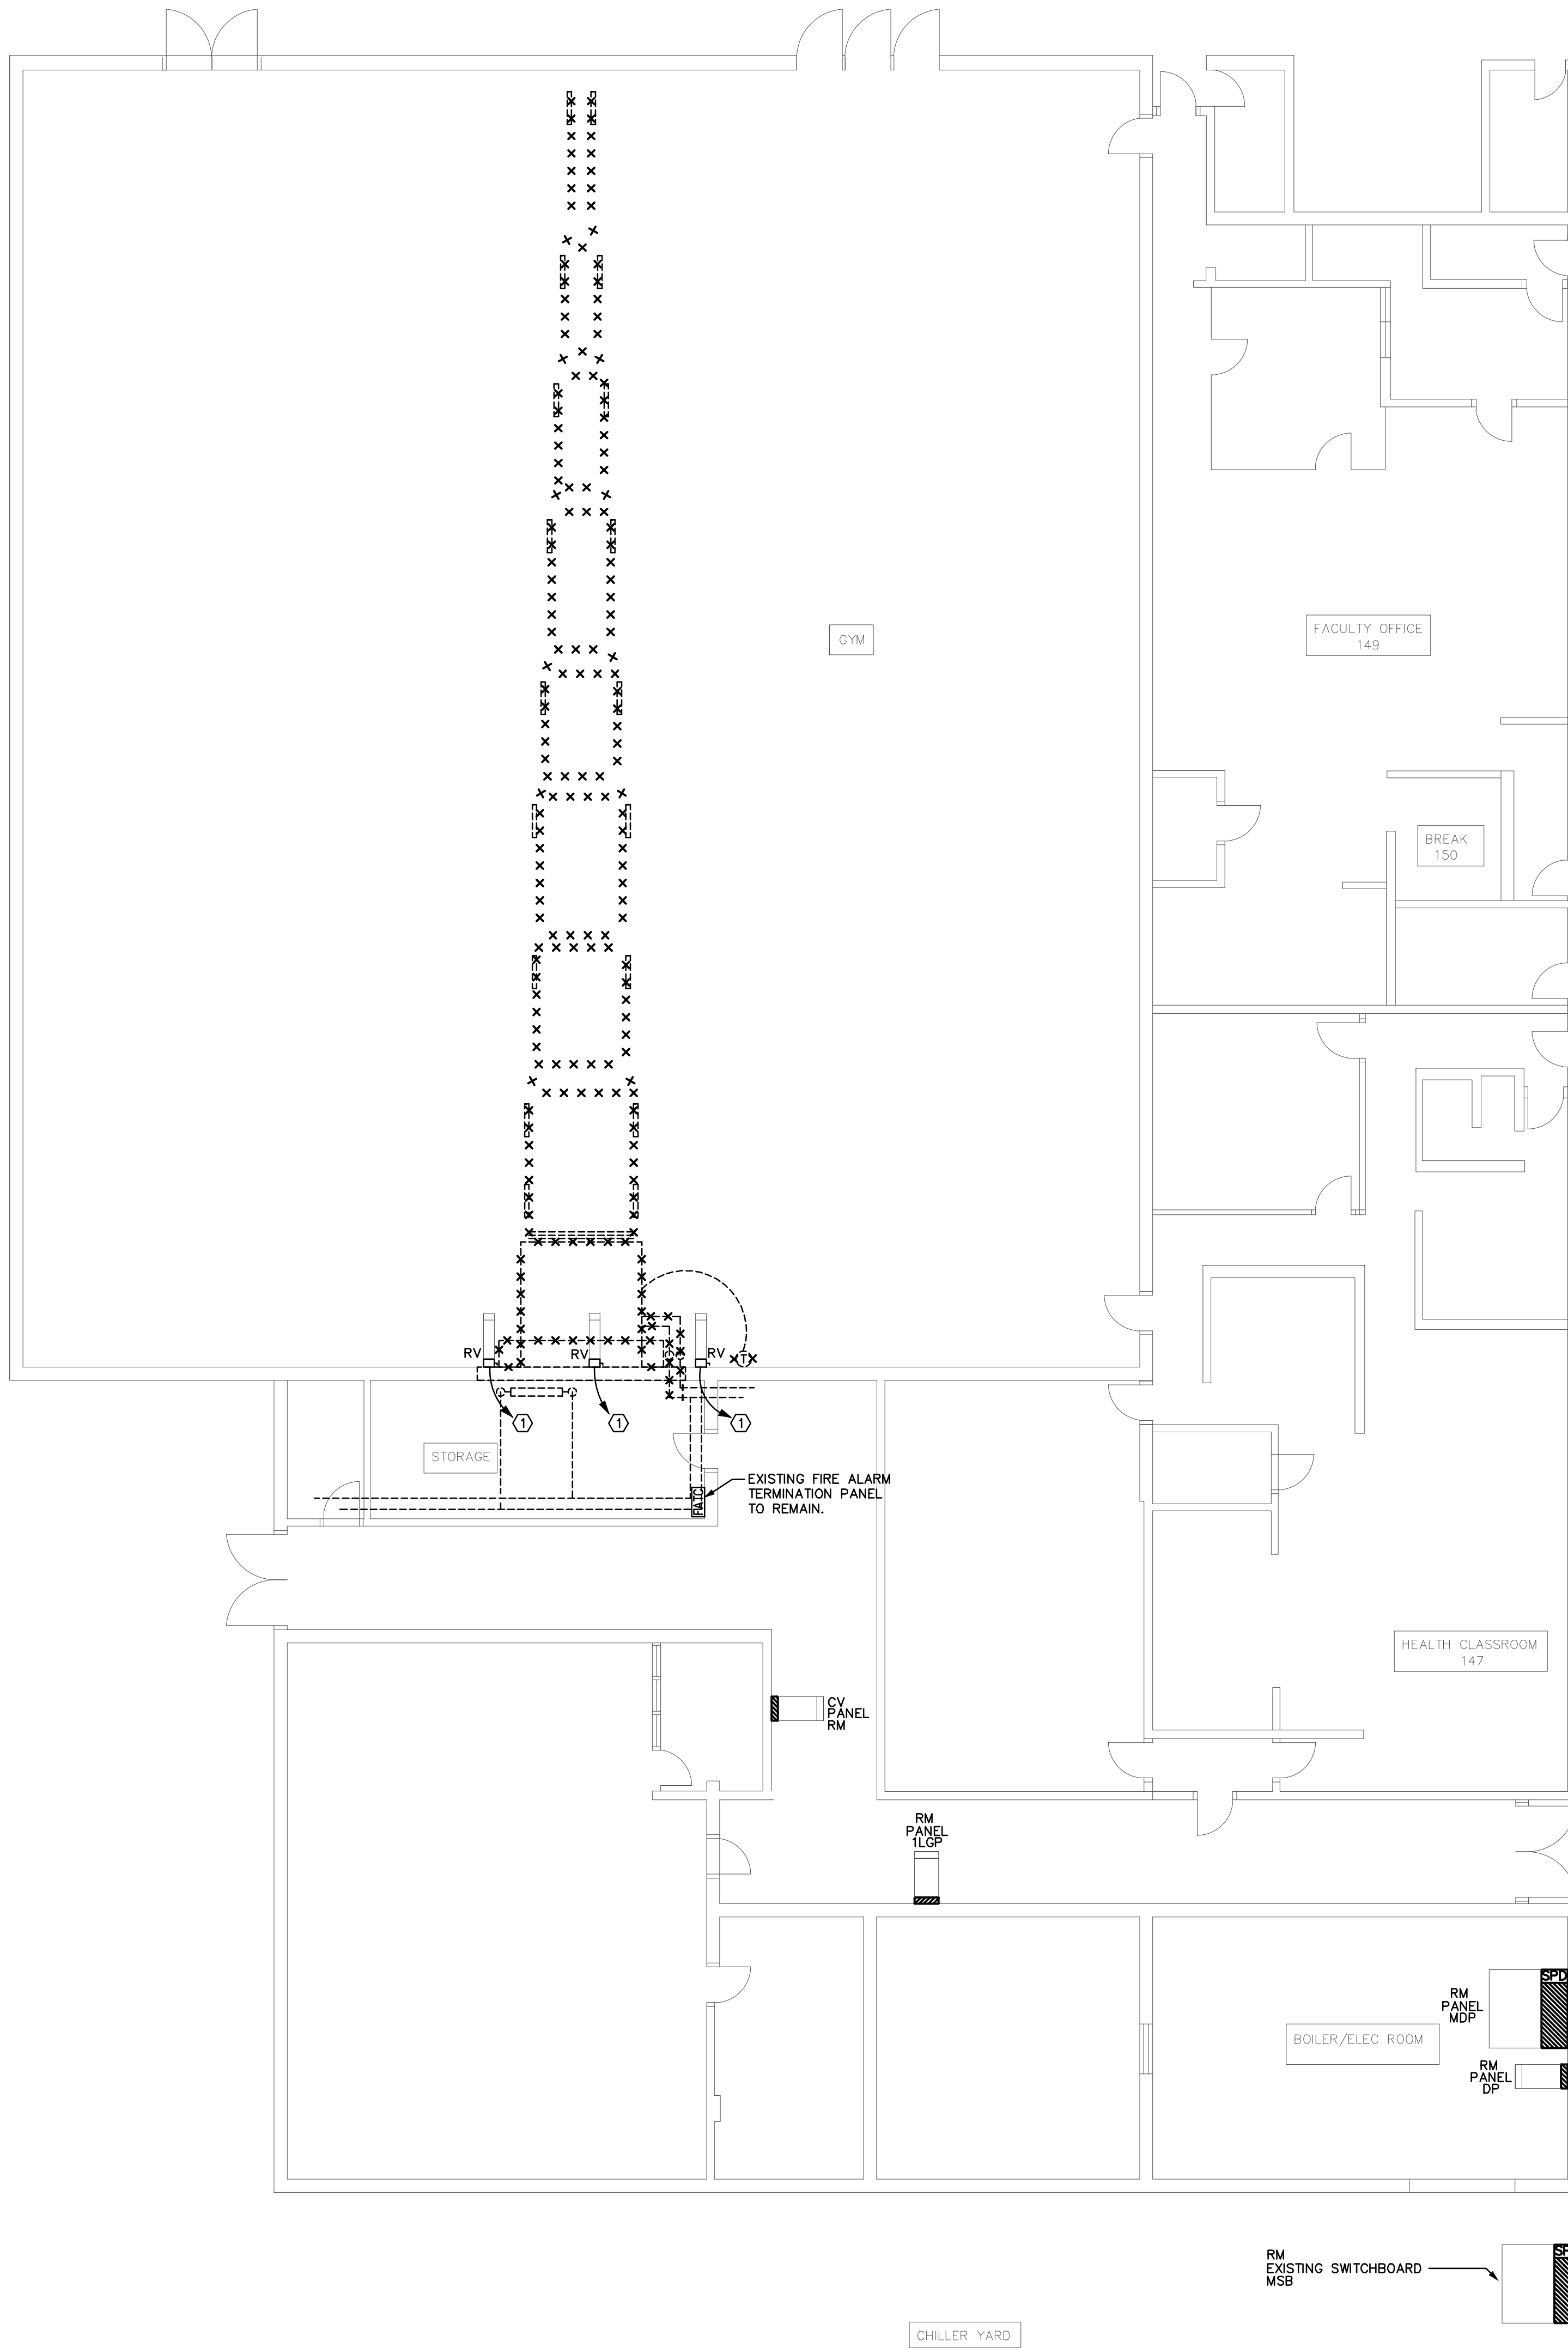 GYM
FACULTY OFFICE
149
BREAK
150
RV
RV
RV
T
1
1
1
STORAGE
EXISTING FIRE ALARM
TERMINATION PANEL
TO REMAIN.
FATC
HEALTH CLASSROOM
147
CV
PANEL
RM
RM
PANEL
1LGP
SPD
RM
PANEL
MDP
BOILER/ELEC ROOM
RM
PANEL
DP
RM
EXISTING SWITCHBOARD
MSB
CHILLER YARD